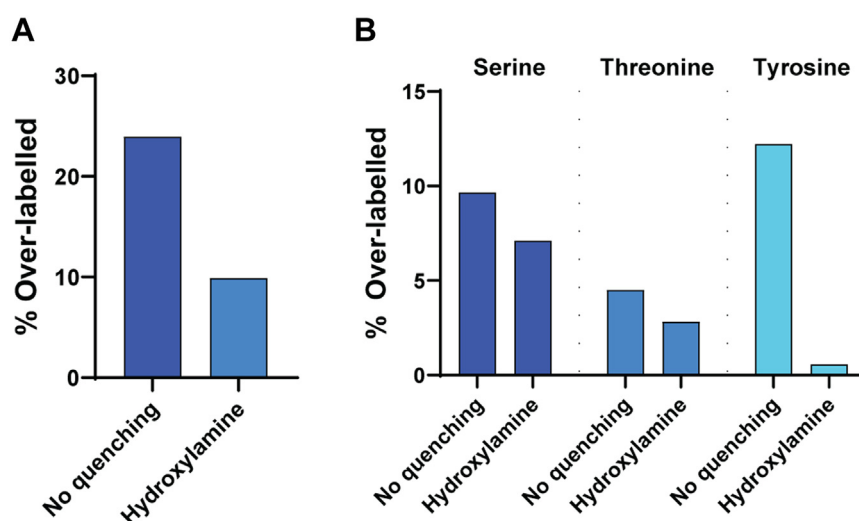 A
% Over-labelled
30
20
10
0
No quenching
Hydroxylamine
B
Serine
Threonine
Tyrosine
% Over-labelled
15
10
5
0
No quenching
Hydroxylamine
No quenching
Hydroxylamine
No quenching
Hydroxylamine